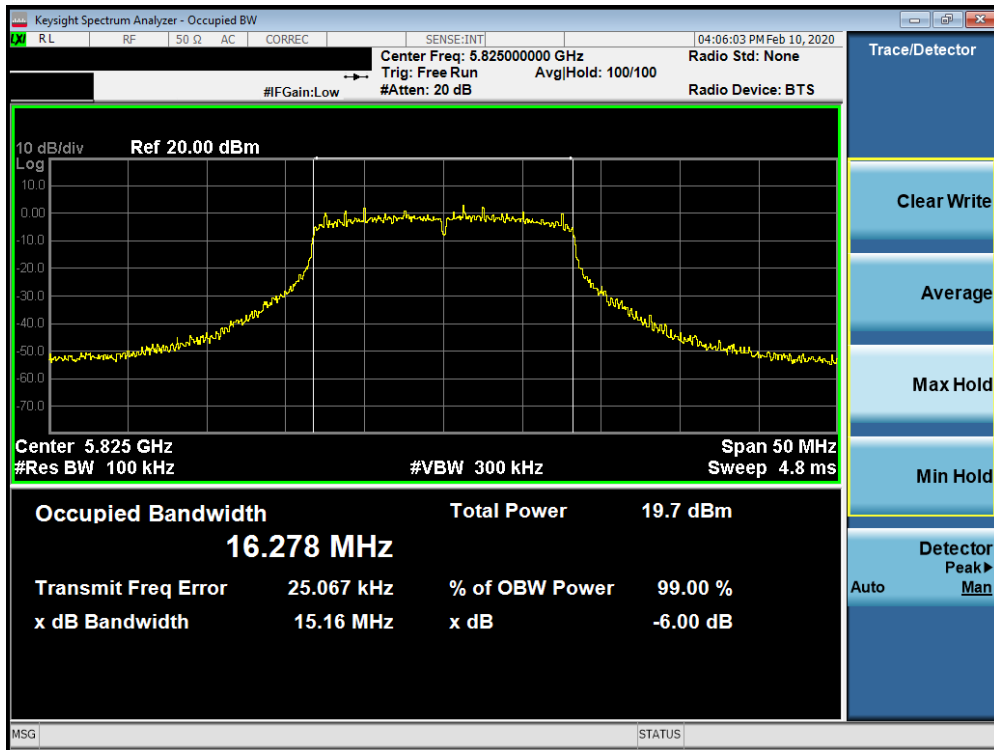 Keysight Spectrum Analyzer - Occupied BW
LXI RL RF 50 Ω AC CORREC SENSE:INT 04:06:03 PM Feb 10, 2020
Center Freq: 5.825000000 GHz Radio Std: None
Trig: Free Run Avg|Hold: 100/100
#IFGain:Low #Atten: 20 dB Radio Device: BTS
Trace/Detector
10 dB/div Ref 20.00 dBm
Log
10.0
0.00
-10.0
-20.0
-30.0
-40.0
-50.0
-60.0
-70.0
Center 5.825 GHz Span 50 MHz
#Res BW 100 kHz #VBW 300 kHz Sweep 4.8 ms
Occupied Bandwidth Total Power 19.7 dBm
16.278 MHz
Transmit Freq Error 25.067 kHz % of OBW Power 99.00 %
x dB Bandwidth 15.16 MHz x dB -6.00 dB
Clear Write
Average
Max Hold
Min Hold
Detector
Peak▶
Auto Man
MSG STATUS